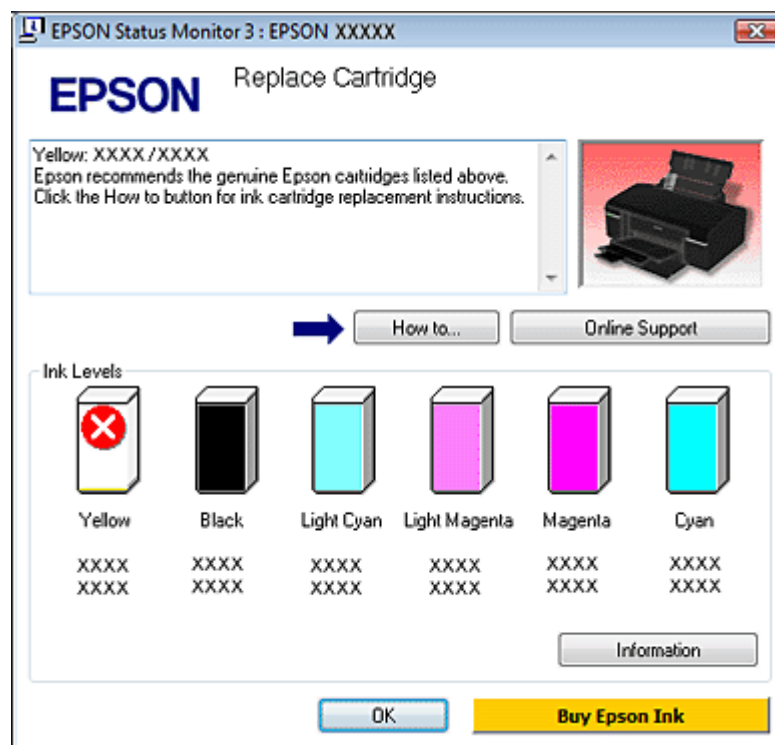 EPSON Status Monitor 3 : EPSON XXXXX
EPSON
Replace Cartridge
Yellow: XXXX / XXXX
Epson recommends the genuine Epson cartridges listed above.
Click the How to button for ink cartridge replacement instructions.
How to...
Online Support
Ink Levels
Yellow Black Light Cyan Light Magenta Magenta Cyan
XXXX XXXX XXXX XXXX XXXX XXXX
XXXX XXXX XXXX XXXX XXXX XXXX
Information
OK
Buy Epson Ink